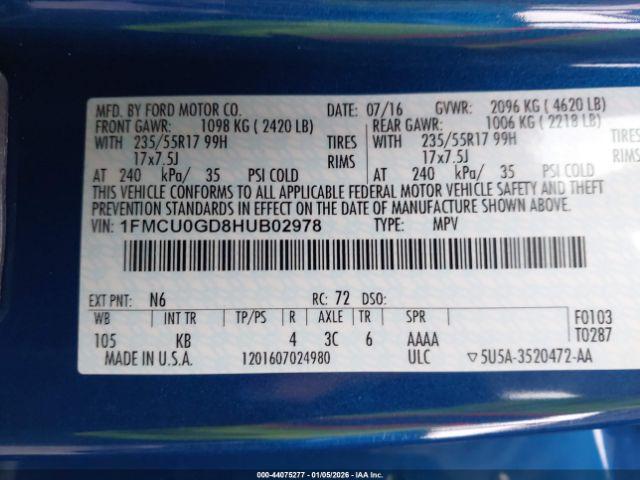 MFD. BY FORD MOTOR CO. DATE: 07/16 GVWR: 2096 KG ( 4620 LB)
FRONT GAWR: 1098 KG ( 2420 LB) REAR GAWR: 1006 KG ( 2218 LB)
WITH 235/55R17 99H TIRES WITH 235/55R17 99H TIRES
17x7.5J RIMS 17x7.5J RIMS
AT 240 kPa/ 35 PSI COLD AT 240 kPa/ 35 PSI COLD
THIS VEHICLE CONFORMS TO ALL APPLICABLE FEDERAL MOTOR VEHICLE SAFETY AND THEFT
PREVENTION STANDARDS IN EFFECT ON THE DATE OF MANUFACTURE SHOWN ABOVE.
VIN: 1FMCU0GD8HUB02978 TYPE: MPV
EXT PNT: N6 RC: 72 DSO:
WB INT TR TP/PS R AXLE TR SPR F0103
105 KB 4 3C 6 AAAA T0287
MADE IN U.S.A. 1201607024980 ULC ▽5U5A-3520472-AA
000-44075277 - 01/05/2026 - IAA Inc.